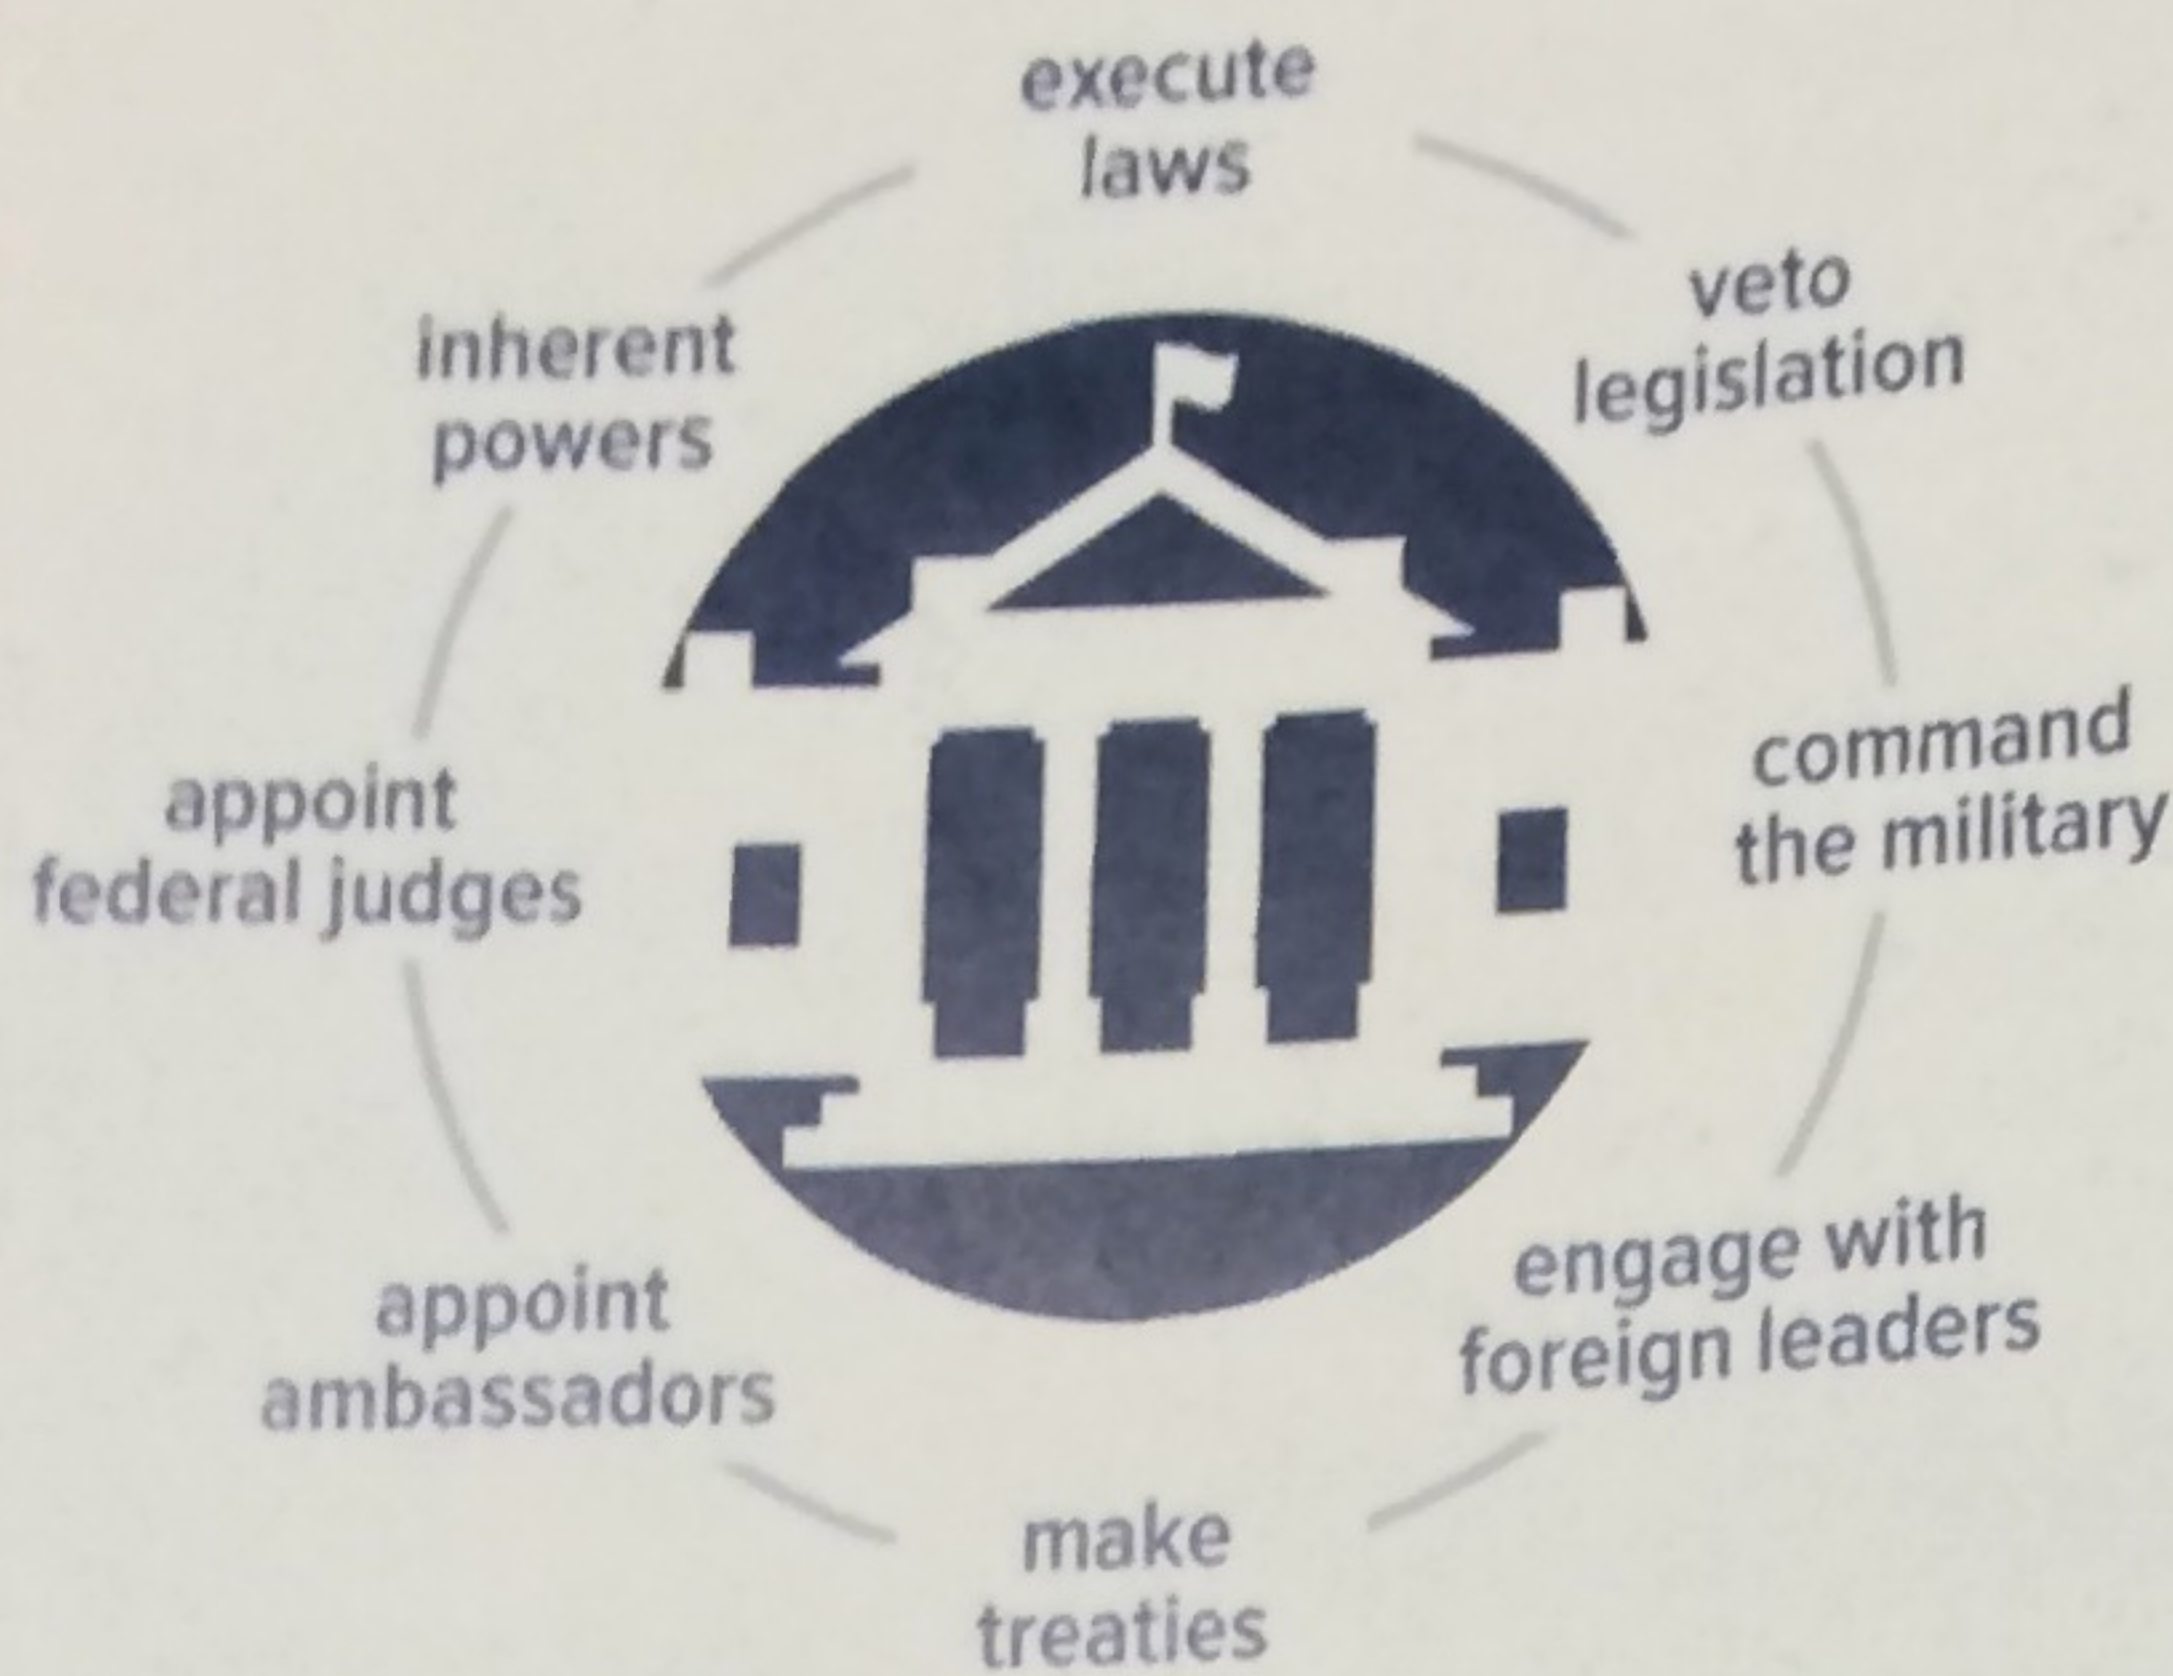 execute
laws
veto
legislation
command
the military
engage with
foreign leaders
make
treaties
appoint
ambassadors
appoint
federal judges
inherent
powers